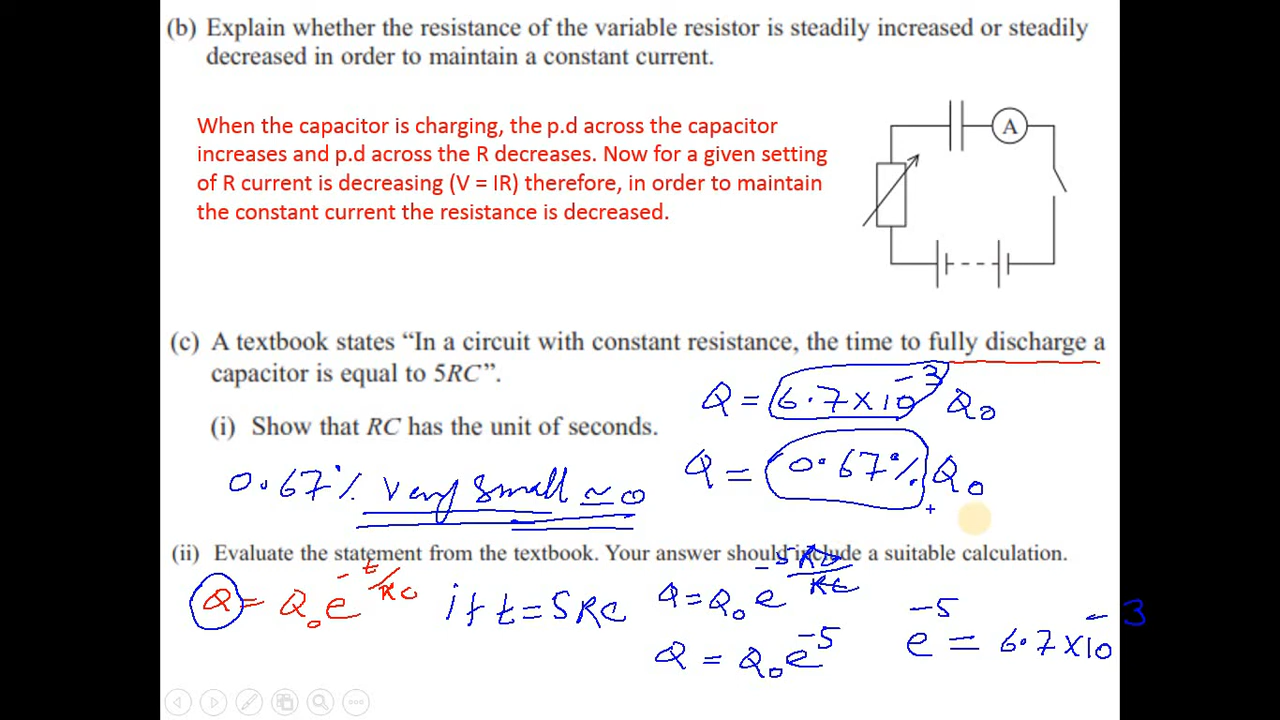 (b) Explain whether the resistance of the variable resistor is steadily increased or steadily
decreased in order to maintain a constant current.
When the capacitor is charging, the p.d across the capacitor
increases and p.d across the R decreases. Now for a given setting
of R current is decreasing (V = IR) therefore, in order to maintain
the constant current the resistance is decreased.
A
(c) A textbook states “In a circuit with constant resistance, the time to fully discharge a
capacitor is equal to 5RC”.
Q = 6.7 × 10⁻³ Q₀
(i) Show that RC has the unit of seconds.
Q = 0.67% Q₀
0.67% very small ≃ 0
(ii) Evaluate the statement from the textbook. Your answer should include a suitable calculation.
Q = Q₀e^(-t/RC) if t = 5RC Q = Q₀e^(-5RC/RC)
Q = Q₀e⁻⁵ e⁻⁵ = 6.7 × 10⁻³